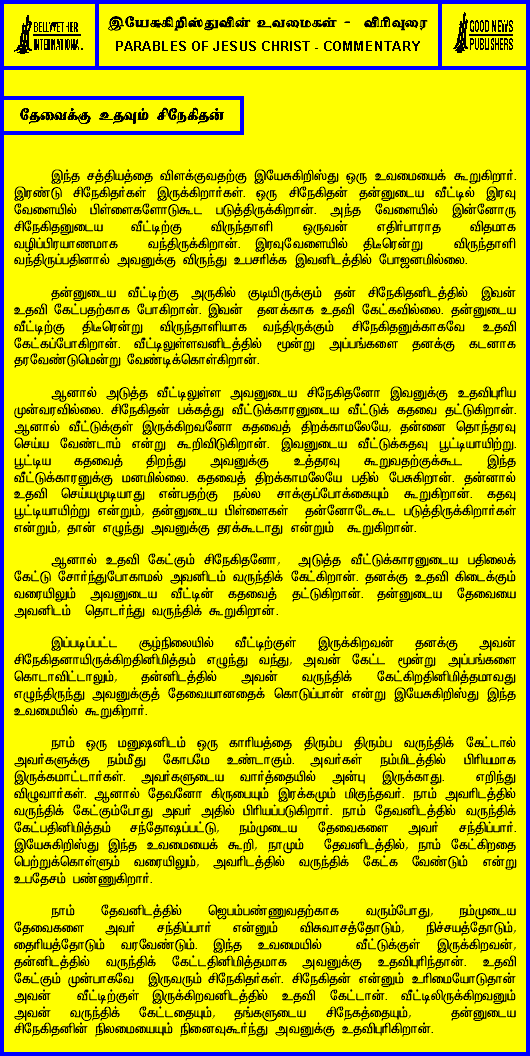 BELLWETHER
INTERNATIONAL
இயேசுகிறிஸ்துவின் உவமைகள் - விரிவுரை
PARABLES OF JESUS CHRIST - COMMENTARY
GOOD NEWS
PUBLISHERS
தேவைக்கு உதவும் சிநேகிதன்
இந்த சத்தியத்தை விளக்குவதற்கு இயேசுகிறிஸ்து ஒரு உவமையைக் கூறுகிறார்.
இரண்டு சிநேகிதர்கள் இருக்கிறார்கள். ஒரு சிநேகிதன் தன்னுடைய வீட்டில் இரவு
வேளையில் பிள்ளைகளோடுகூட படுத்திருக்கிறான். அந்த வேளையில் இன்னோரு
சிநேகிதனுடைய வீட்டிற்கு விருந்தாளி ஒருவன் எதிர்பாராத விதமாக
வழிப்பிரயாணமாக வந்திருக்கிறான். இரவுவேளையில் திடீரென்று விருந்தாளி
வந்திருப்பதினால் அவனுக்கு விருந்து உபசரிக்க இவனிடத்தில் போஜனமில்லை.
தன்னுடைய வீட்டிற்கு அருகில் குடியிருக்கும் தன் சிநேகிதனிடத்தில் இவன்
உதவி கேட்பதற்காக போகிறான். இவன் தனக்காக உதவி கேட்கவில்லை. தன்னுடைய
வீட்டிற்கு திடீரென்று விருந்தாளியாக வந்திருக்கும் சிநேகிதனுக்காகவே உதவி
கேட்கப்போகிறான். வீட்டிலுள்ளவனிடத்தில் மூன்று அப்பங்களை தனக்கு கடனாக
தரவேண்டுமென்று வேண்டிக்கொள்கிறான்.
ஆனால் அடுத்த வீட்டிலுள்ள அவனுடைய சிநேகிதனோ இவனுக்கு உதவிபுரிய
முன்வரவில்லை. சிநேகிதன் பக்கத்து வீட்டுக்காரனுடைய வீட்டுக் கதவை தட்டுகிறான்.
ஆனால் வீட்டுக்குள் இருக்கிறவனோ கதவைத் திறக்காமலேயே, தன்னை தொந்தரவு
செய்ய வேண்டாம் என்று கூறிவிடுகிறான். இவனுடைய வீட்டுக்கதவு பூட்டியாயிற்று.
பூட்டிய கதவைத் திறந்து அவனுக்கு உத்தரவு கூறுவதற்குக்கூட இந்த
வீட்டுக்காரனுக்கு மனமில்லை. கதவைத் திறக்காமலேயே பதில் பேசுகிறான். தன்னால்
உதவி செய்யமுடியாது என்பதற்கு நல்ல சாக்குப்போக்கையும் கூறுகிறான். கதவு
பூட்டியாயிற்று என்றும், தன்னுடைய பிள்ளைகள் தன்னோடேகூட படுத்திருக்கிறார்கள்
என்றும், தான் எழுந்து அவனுக்கு தரக்கூடாது என்றும் கூறுகிறான்.
ஆனால் உதவி கேட்கும் சிநேகிதனோ, அடுத்த வீட்டுக்காரனுடைய பதிலைக்
கேட்டு சோர்ந்துபோகாமல் அவனிடம் வருந்திக் கேட்கிறான். தனக்கு உதவி கிடைக்கும்
வரையிலும் அவனுடைய வீட்டின் கதவைத் தட்டுகிறான். தன்னுடைய தேவையை
அவனிடம் தொடர்ந்து வருந்திக் கூறுகிறான்.
இப்படிப்பட்ட சூழ்நிலையில் வீட்டிற்குள் இருக்கிறவன் தனக்கு அவன்
சிநேகிதனாயிருக்கிறதினிமித்தம் எழுந்து வந்து, அவன் கேட்ட மூன்று அப்பங்களை
கொடாவிட்டாலும், தன்னிடத்தில் அவன் வருந்திக் கேட்கிறதினிமித்தமாவது
எழுந்திருந்து அவனுக்குத் தேவையானதைக் கொடுப்பான் என்று இயேசுகிறிஸ்து இந்த
உவமையில் கூறுகிறார்.
நாம் ஒரு மனுஷனிடம் ஒரு காரியத்தை திரும்ப திரும்ப வருந்திக் கேட்டால்
அவர்களுக்கு நம்மீது கோபமே உண்டாகும். அவர்கள் நம்மிடத்தில் பிரியமாக
இருக்கமாட்டார்கள். அவர்களுடைய வார்த்தையில் அன்பு இருக்காது. எறிந்து
விழுவார்கள். ஆனால் தேவனோ கிருபையும் இரக்கமும் மிகுந்தவர். நாம் அவரிடத்தில்
வருந்திக் கேட்கும்போது அவர் அதில் பிரியப்படுகிறார். நாம் தேவனிடத்தில் வருந்திக்
கேட்பதினிமித்தம் சந்தோஷப்பட்டு, நம்முடைய தேவைகளை அவர் சந்திப்பார்.
இயேசுகிறிஸ்து இந்த உவமையைக் கூறி, நாமும் தேவனிடத்தில், நாம் கேட்கிறதை
பெற்றுக்கொள்ளும் வரையிலும், அவரிடத்தில் வருந்திக் கேட்க வேண்டும் என்று
உபதேசம் பண்ணுகிறார்.
நாம் தேவனிடத்தில் ஜெபம்பண்ணுவதற்காக வரும்போது, நம்முடைய
தேவைகளை அவர் சந்திப்பார் என்னும் விசுவாசத்தோடும், நிச்சயத்தோடும்,
தைரியத்தோடும் வரவேண்டும். இந்த உவமையில் வீட்டுக்குள் இருக்கிறவன்,
தன்னிடத்தில் வருந்திக் கேட்டதினிமித்தமாக அவனுக்கு உதவிபுரிந்தான். உதவி
கேட்கும் முன்பாகவே இருவரும் சிநேகிதர்கள். சிநேகிதன் என்னும் உரிமையோடுதான்
அவன் வீட்டிற்குள் இருக்கிறவனிடத்தில் உதவி கேட்டான். வீட்டிலிருக்கிறவனும்
அவன் வருந்திக் கேட்டதையும், தங்களுடைய சிநேகத்தையும், தன்னுடைய
சிநேகிதனின் நிலமையையும் நினைவுகூர்ந்து அவனுக்கு உதவிபுரிகிறான்.